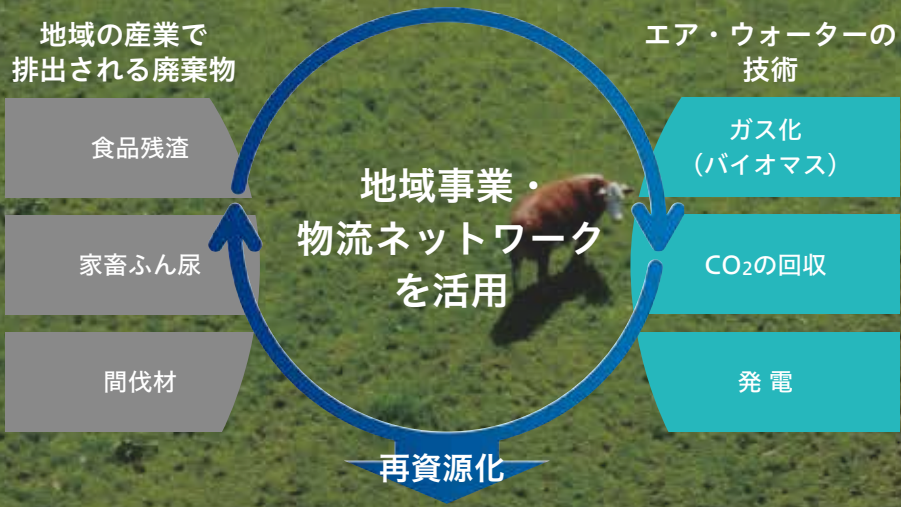 地域の産業で
排出される廃棄物
食品残渣
家畜ふん尿
間伐材
地域事業・
物流ネットワーク
を活用
エア・ウォーターの
技術
ガス化
（バイオマス）
CO₂の回収
発電
再資源化